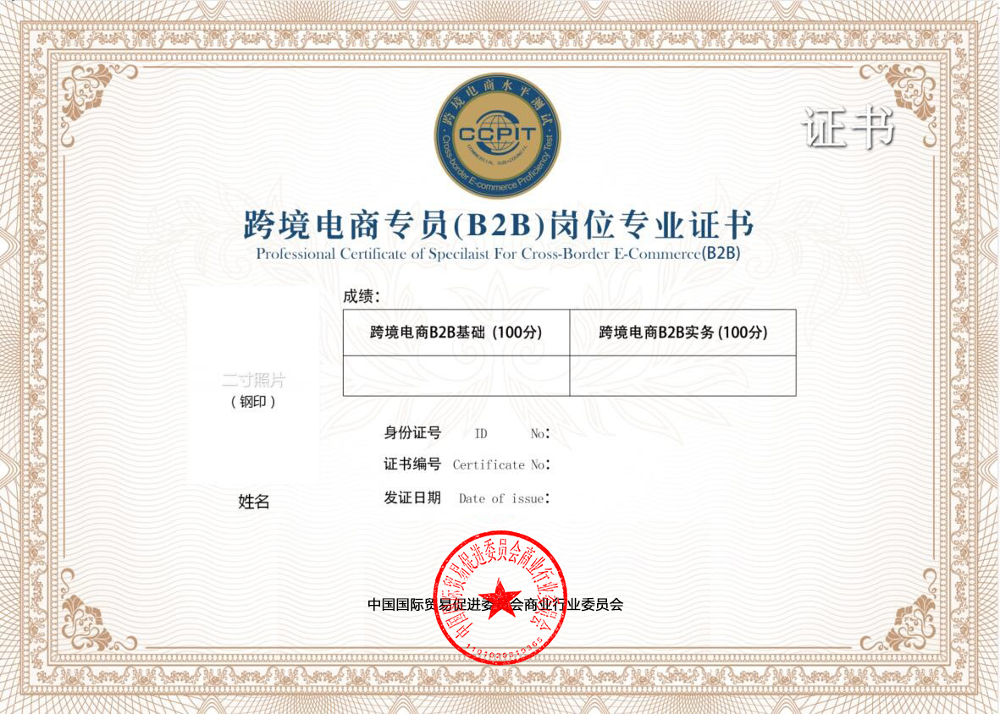 跨境电商水平测试
CCPIT
COMMERCIAL SUB-COUNCIL
Cross-border E-commerce Proficiency Test
证书
跨境电商专员(B2B)岗位专业证书
Professional Certificate of Specilaist For Cross-Border E-Commerce(B2B)
成绩：
跨境电商B2B基础 (100分) 跨境电商B2B实务 (100分)
二寸照片
（钢印）
身份证号 ID No：
证书编号 Certificate No：
发证日期 Date of issue：
姓名
中国国际贸易促进委员会商业行业委员会
中国国际贸易促进委员会商业行业委员会